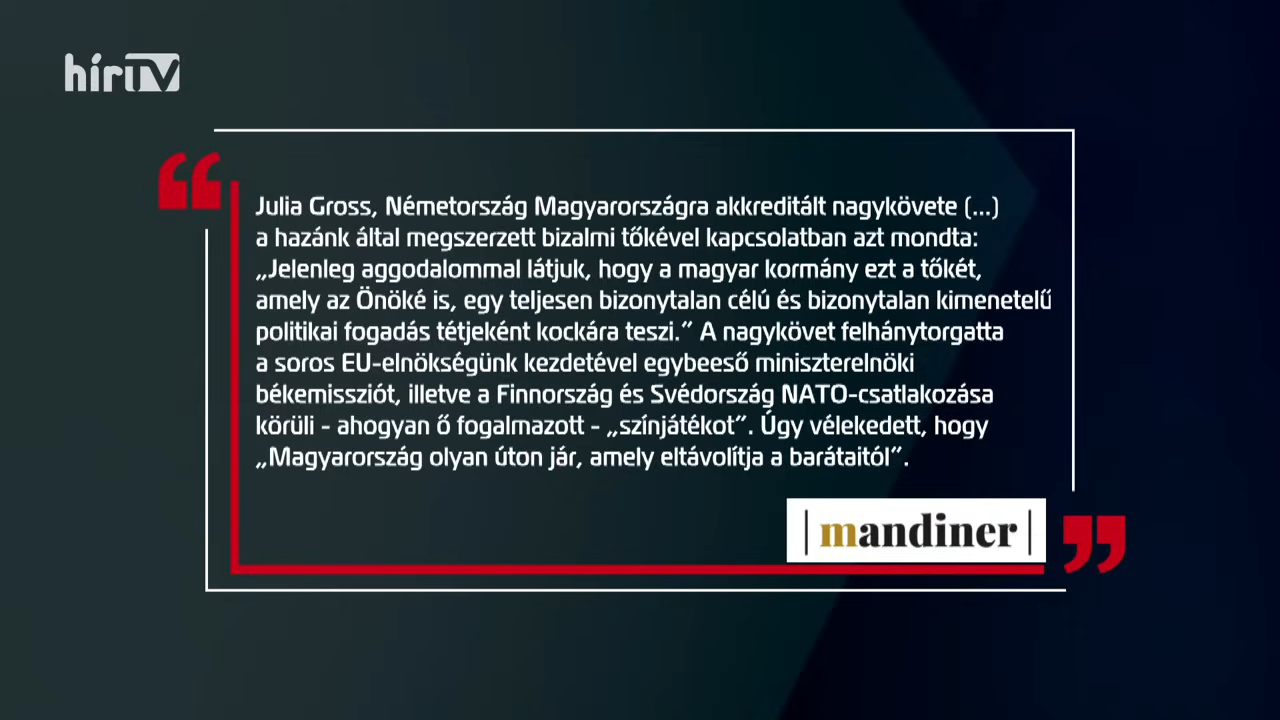 hírTV
Julia Gross, Németország Magyarországra akkreditált nagykövete (...)
a hazánk által megszerzett bizalmi tőkével kapcsolatban azt mondta:
„Jelenleg aggodalommal látjuk, hogy a magyar kormány ezt a tőkét,
amely az Önöké is, egy teljesen bizonytalan célú és bizonytalan kimenetelű
politikai fogadás tétjeként kockára teszi.” A nagykövet felhánytorgatta
a soros EU-elnökségünk kezdetével egybeeső miniszterelnöki
békemissziót, illetve a Finnország és Svédország NATO-csatlakozása
körüli - ahogyan ő fogalmazott - „színjátékot”. Úgy vélekedett, hogy
„Magyarország olyan úton jár, amely eltávolítja a barátaitól”.
| mandiner |